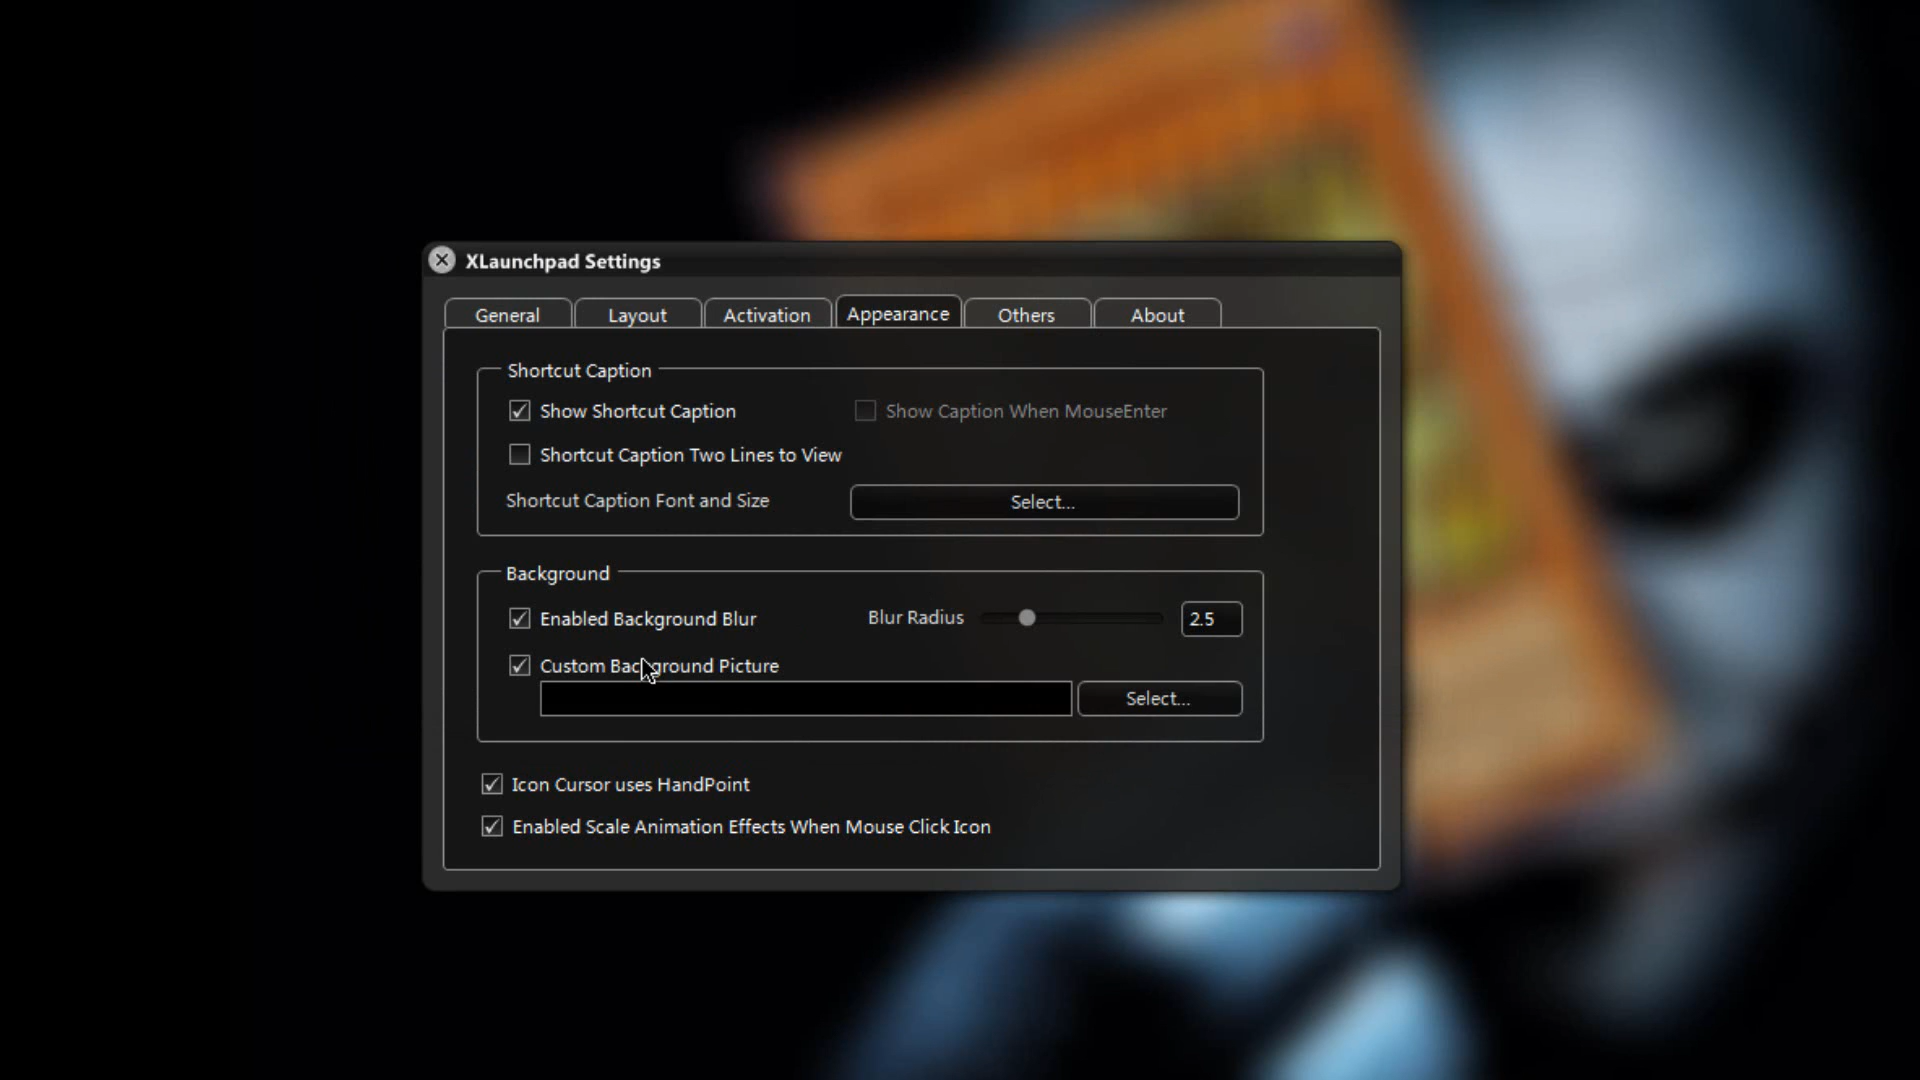 XLaunchpad Settings
General Layout Activation Appearance Others About
Shortcut Caption
Show Shortcut Caption Show Caption When MouseEnter
Shortcut Caption Two Lines to View
Shortcut Caption Font and Size Select...
Background
Enabled Background Blur Blur Radius 2.5
Custom Background Picture
Select...
Icon Cursor uses HandPoint
Enabled Scale Animation Effects When Mouse Click Icon